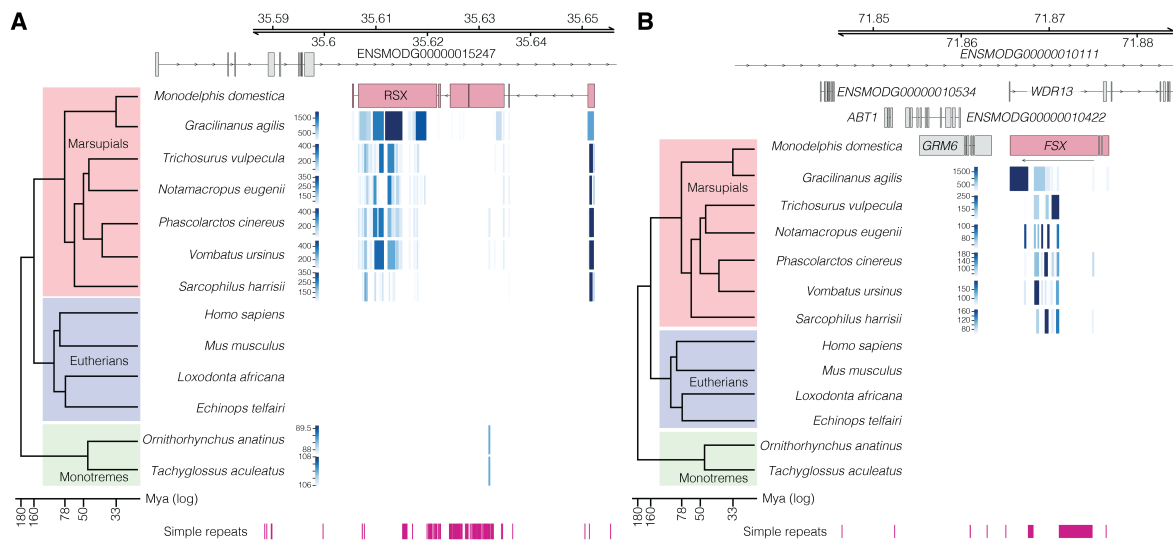 A
35.59 35.61 35.63 35.65
35.6 35.62 35.64
ENSMODG00000015247
RSX
Monodelphis domestica
Marsupials
1500
500
Gracilinanus agilis
400
200
Trichosurus vulpecula
350
250
150
Notamacropus eugenii
400
200
Phascolarctos cinereus
400
200
Vombatus ursinus
350
250
150
Sarcophilus harrisii
Homo sapiens
Mus musculus
Eutherians
Loxodonta africana
Echinops telfairi
89.5
88
Ornithorhynchus anatinus
108
106
Tachyglossus aculeatus
Monotremes
Mya (log)
180 160 78 50 33
Simple repeats
B
71.85 71.87
71.86 71.88
ENSMODG00000010111
ENSMODG00000010534
WDR13
ABT1
ENSMODG00000010422
GRM6
FSX
Monodelphis domestica
Marsupials
1500
500
Gracilinanus agilis
250
150
Trichosurus vulpecula
100
80
Notamacropus eugenii
180
140
100
Phascolarctos cinereus
150
100
Vombatus ursinus
160
120
80
Sarcophilus harrisii
Homo sapiens
Mus musculus
Eutherians
Loxodonta africana
Echinops telfairi
Ornithorhynchus anatinus
Tachyglossus aculeatus
Monotremes
Mya (log)
180 160 78 50 33
Simple repeats